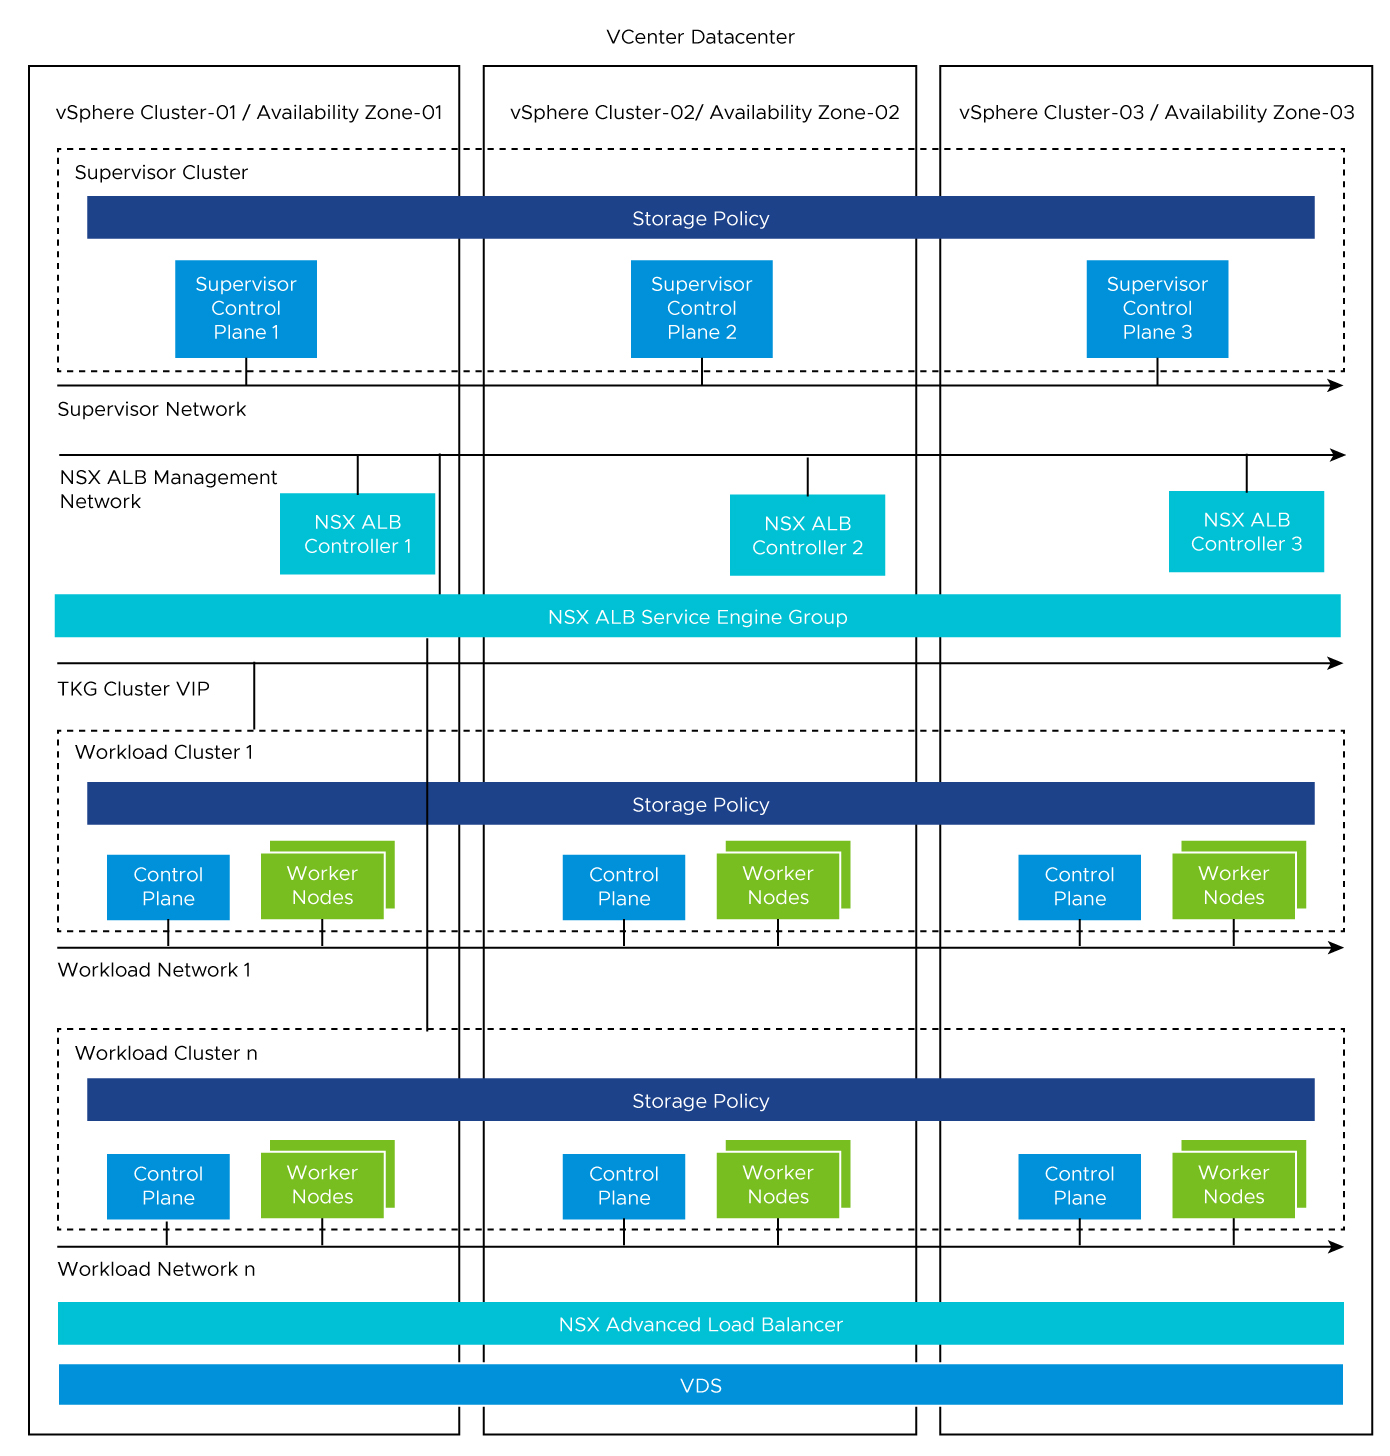 VCenter Datacenter
vSphere Cluster-01 / Availability Zone-01
vSphere Cluster-02/ Availability Zone-02
vSphere Cluster-03 / Availability Zone-03
Supervisor Cluster
Storage Policy
Supervisor
Control
Plane 1
Supervisor
Control
Plane 2
Supervisor
Control
Plane 3
Supervisor Network
NSX ALB Management
Network
NSX ALB
Controller 1
NSX ALB
Controller 2
NSX ALB
Controller 3
NSX ALB Service Engine Group
TKG Cluster VIP
Workload Cluster 1
Storage Policy
Control
Plane
Worker
Nodes
Control
Plane
Worker
Nodes
Control
Plane
Worker
Nodes
Workload Network 1
Workload Cluster n
Storage Policy
Control
Plane
Worker
Nodes
Control
Plane
Worker
Nodes
Control
Plane
Worker
Nodes
Workload Network n
NSX Advanced Load Balancer
VDS